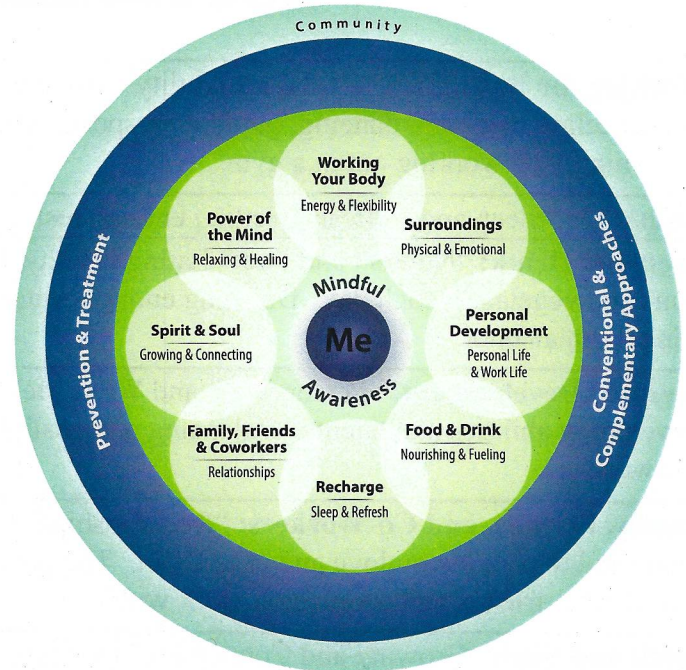 Community
Working
Your Body
Energy & Flexibility
Surroundings
Physical & Emotional
Personal
Development
Personal Life
& Work Life
Food & Drink
Nourishing & Fueling
Recharge
Sleep & Refresh
Family, Friends
& Coworkers
Relationships
Spirit & Soul
Growing & Connecting
Power of
the Mind
Relaxing & Healing
Mindful
Me
Awareness
Prevention & Treatment
Conventional &
Complementary Approaches